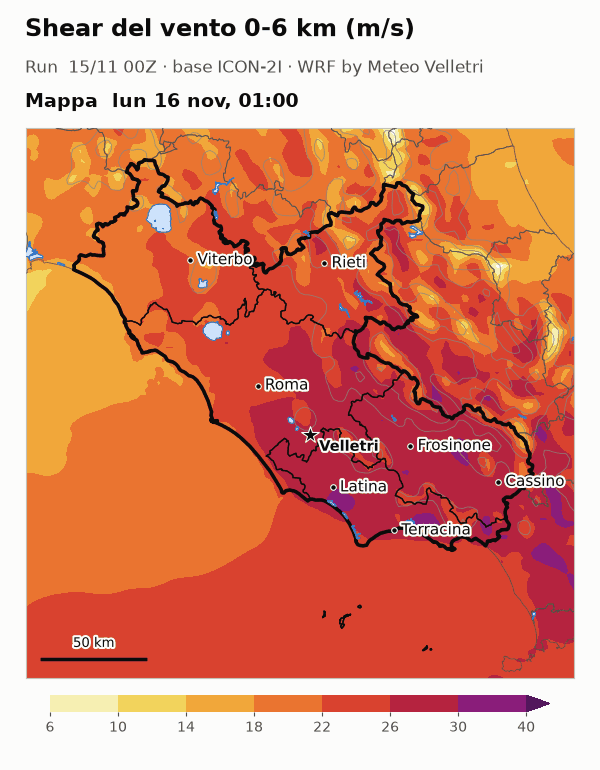 Shear del vento 0-6 km (m/s)
Run  15/11 00Z · base ICON-2I · WRF by Meteo Velletri
Mappa  lun 16 nov, 01:00
Viterbo
Rieti
Roma
Velletri
Frosinone
Latina
Cassino
Terracina
50 km
6 10 14 18 22 26 30 40